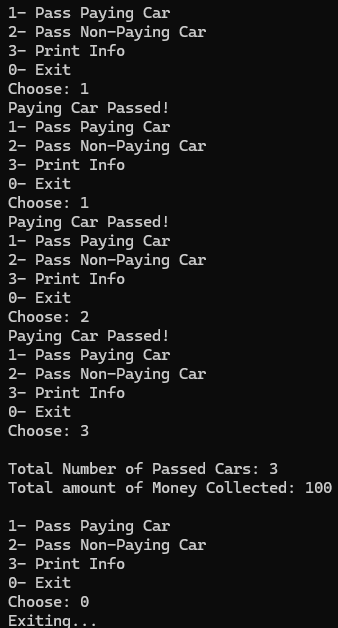 1- Pass Paying Car
2- Pass Non-Paying Car
3- Print Info
0- Exit
Choose: 1
Paying Car Passed!
1- Pass Paying Car
2- Pass Non-Paying Car
3- Print Info
0- Exit
Choose: 1
Paying Car Passed!
1- Pass Paying Car
2- Pass Non-Paying Car
3- Print Info
0- Exit
Choose: 2
Paying Car Passed!
1- Pass Paying Car
2- Pass Non-Paying Car
3- Print Info
0- Exit
Choose: 3
Total Number of Passed Cars: 3
Total amount of Money Collected: 100
1- Pass Paying Car
2- Pass Non-Paying Car
3- Print Info
0- Exit
Choose: 0
Exiting...